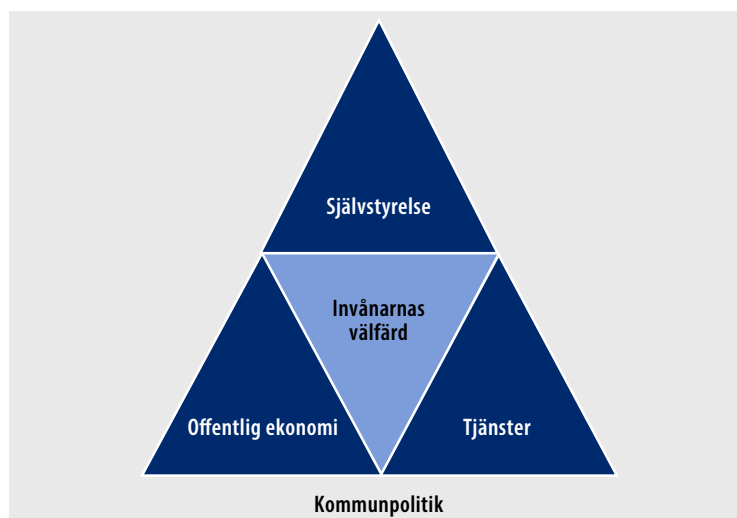 Självstyrelse
Invånarnas
välfärd
Offentlig ekonomi
Tjänster
Kommunpolitik